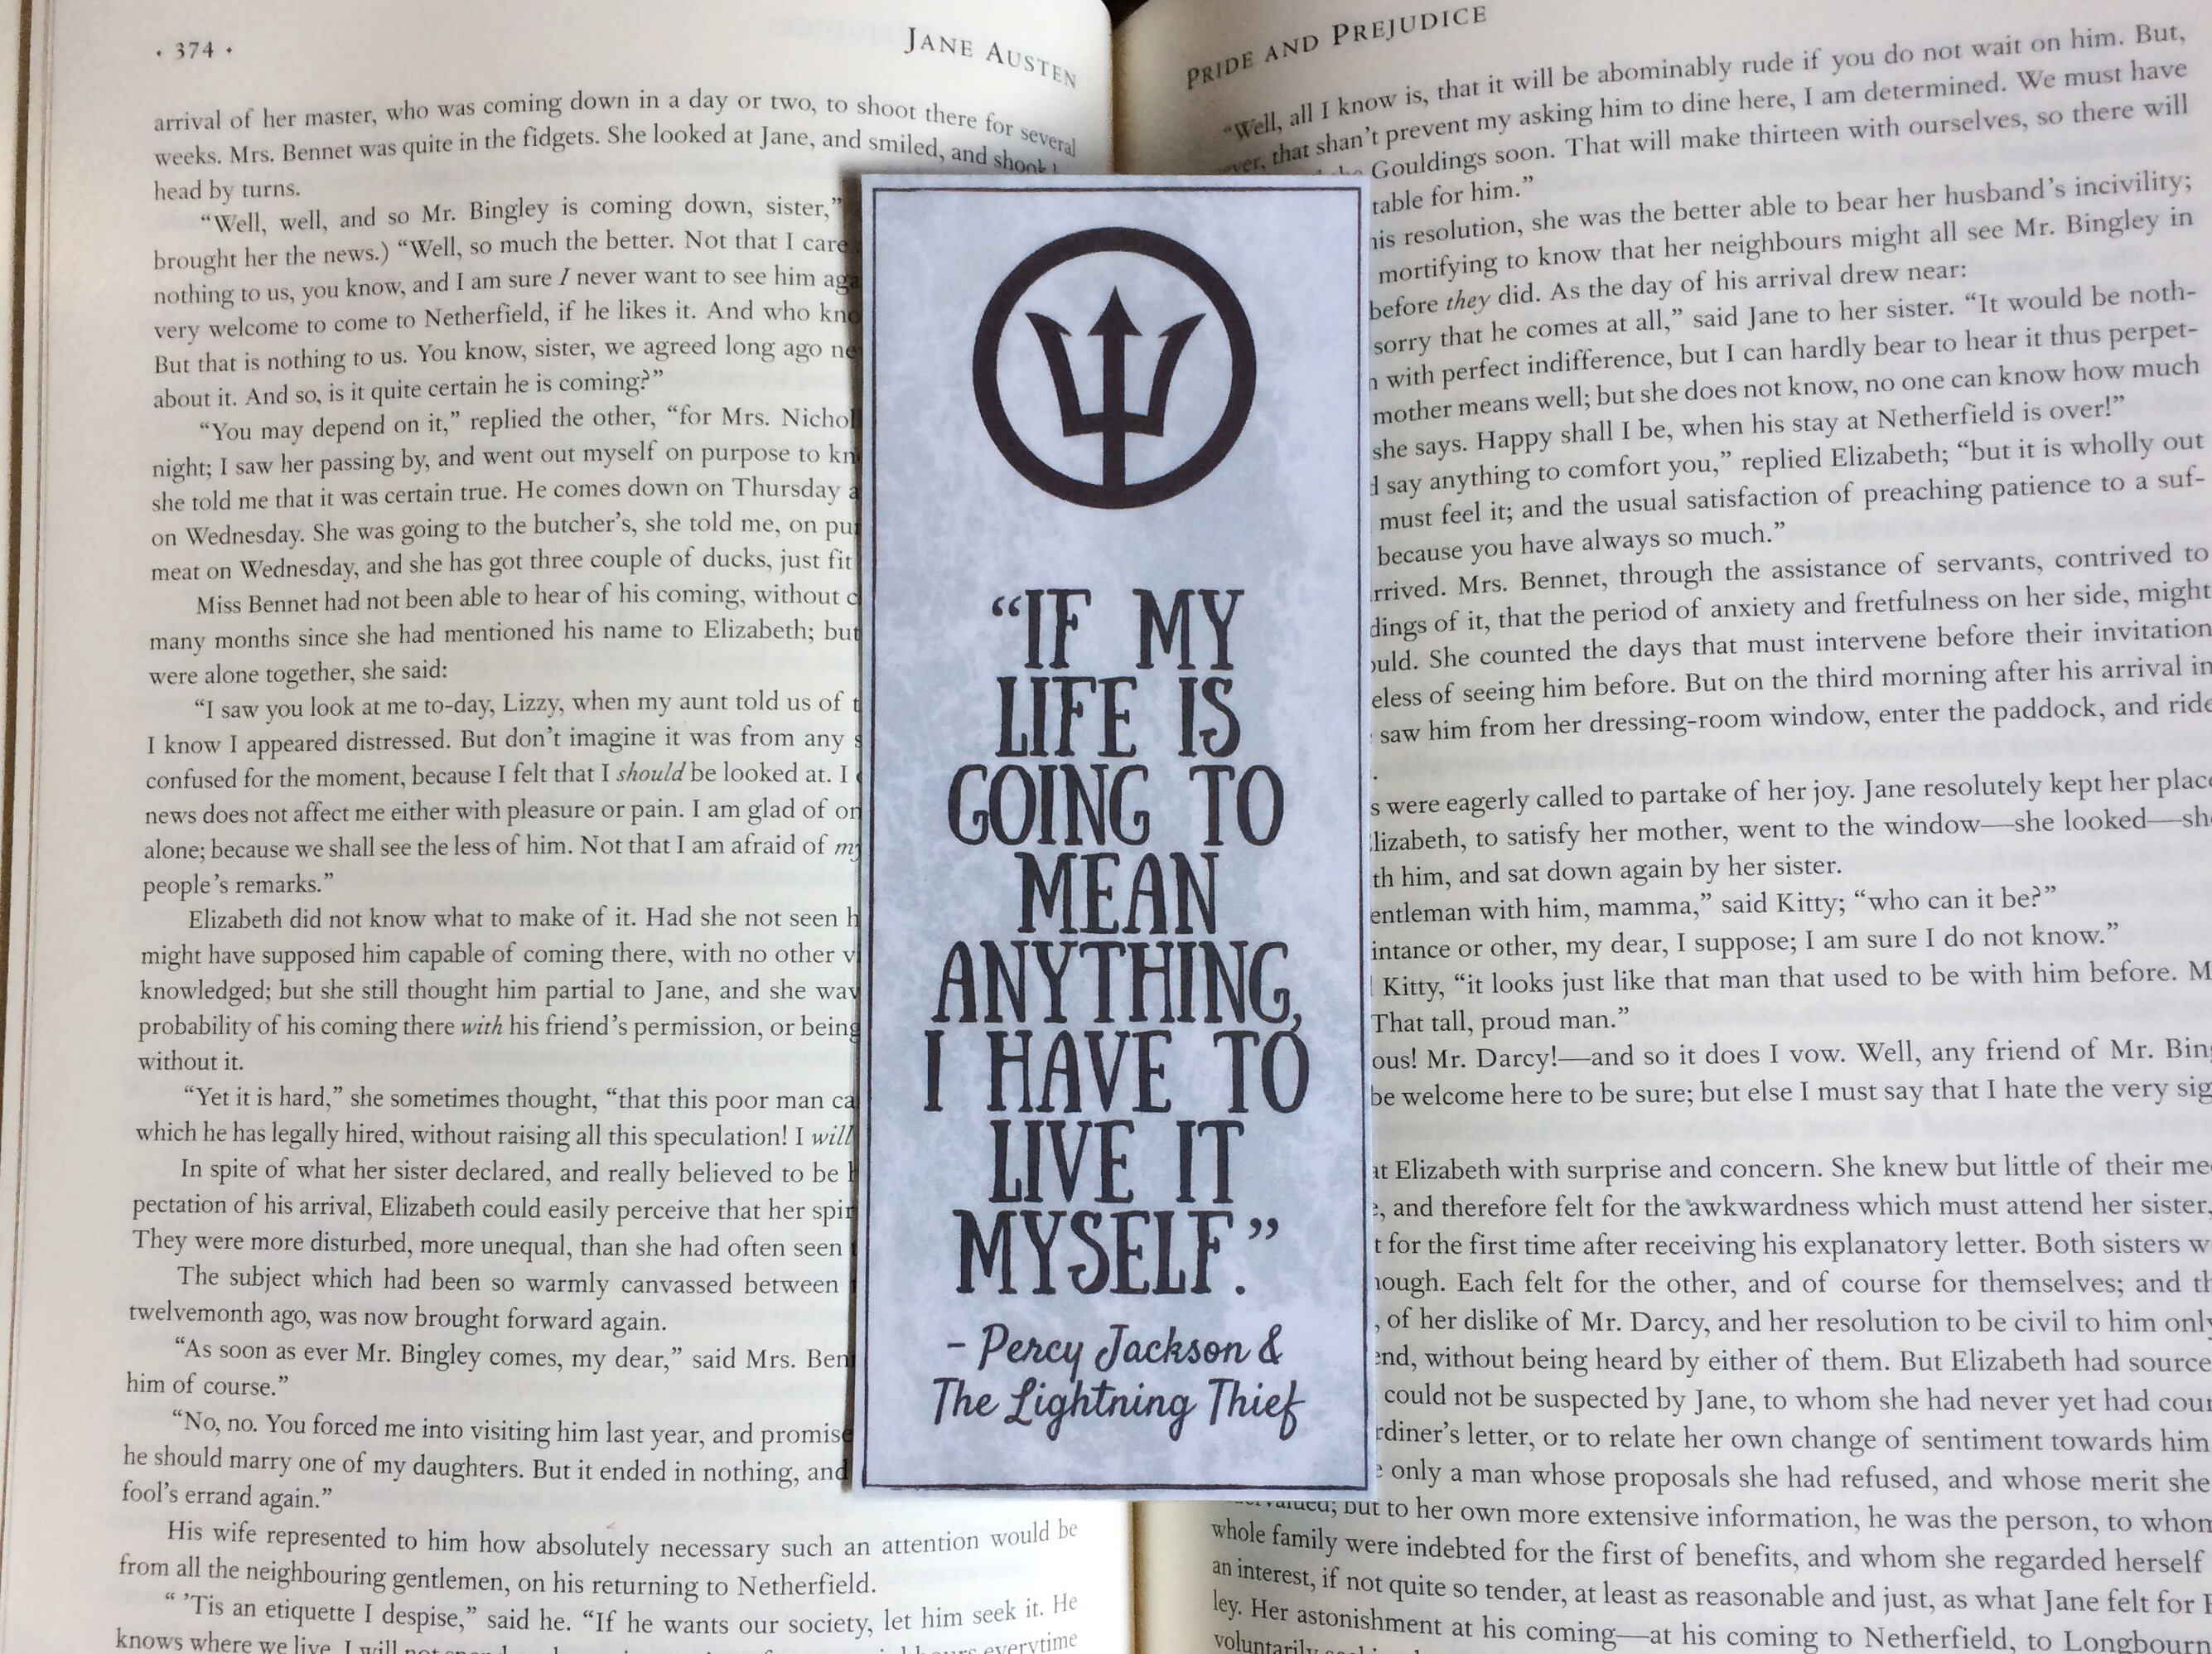 • 374 •
JANE AUSTEN
arrival of her master, who was coming down in a day or two, to shoot there for several
weeks. Mrs. Bennet was quite in the fidgets. She looked at Jane, and smiled, and shook
head by turns.
“Well, well, and so Mr. Bingley is coming down, sister,”
brought her the news.) “Well, so much the better. Not that I care
nothing to us, you know, and I am sure I never want to see him
very welcome to come to Netherfield, if he likes it. And who
But that is nothing to us. You know, sister, we agreed long ago
about it. And so, is it quite certain he is coming?”
“You may depend on it,” replied the other, “for Mrs.
night; I saw her passing by, and went out myself on purpose to
she told me that it was certain true. He comes down on Thursday
on Wednesday. She was going to the butcher’s, she told me, on
meat on Wednesday, and she has got three couple of ducks, just fit
Miss Bennet had not been able to hear of his coming, without
many months since she had mentioned his name to Elizabeth; but
were alone together, she said:
“I saw you look at me to-day, Lizzy, when my aunt told us of
I know I appeared distressed. But don’t imagine it was from any
confused for the moment, because I felt that I should be looked at. I
news does not affect me either with pleasure or pain. I am glad of
alone; because we shall see the less of him. Not that I am afraid of
people’s remarks.”
Elizabeth did not know what to make of it. Had she not seen
might have supposed him capable of coming there, with no other
knowledged; but she still thought him partial to Jane, and she
probability of his coming there with his friend’s permission, or being
without it.
“Yet it is hard,” she sometimes thought, “that this poor man
which he has legally hired, without raising all this speculation! I will
In spite of what her sister declared, and really believed to be
pectation of his arrival, Elizabeth could easily perceive that her
They were more disturbed, more unequal, than she had often seen
The subject which had been so warmly canvassed between
twelvemonth ago, was now brought forward again.
“As soon as ever Mr. Bingley comes, my dear,” said Mrs.
him of course.”
“No, no. You forced me into visiting him last year, and
he should marry one of my daughters. But it ended in nothing, and
fool’s errand again.”
His wife represented to him how absolutely necessary such an attention would be
from all the neighbouring gentlemen, on his returning to Netherfield.
“ ’Tis an etiquette I despise,” said he. “If he wants our society, let him seek it. He
knows where we live. I will not everytime
“IF MY
LIFE IS
GOING TO
MEAN
ANYTHING,
I HAVE TO
LIVE IT
MYSELF.”
- Percy Jackson &
The Lightning Thief
PRIDE AND PREJUDICE
“Well, all I know is, that it will be abominably rude if you do not wait on him. But,
that shan’t prevent my asking him to dine here, I am determined. We must have
Gouldings soon. That will make thirteen with ourselves, so there will
table for him.”
resolution, she was the better able to bear her husband’s incivility;
mortifying to know that her neighbours might all see Mr. Bingley in
before they did. As the day of his arrival drew near:
sorry that he comes at all,” said Jane to her sister. “It would be noth-
with perfect indifference, but I can hardly bear to hear it thus perpet-
mother means well; but she does not know, no one can know how much
she says. Happy shall I be, when his stay at Netherfield is over!”
say anything to comfort you,” replied Elizabeth; “but it is wholly out
must feel it; and the usual satisfaction of preaching patience to a suf-
because you have always so much.”
Mrs. Bennet, through the assistance of servants, contrived to
of it, that the period of anxiety and fretfulness on her side, might
She counted the days that must intervene before their invitation
of seeing him before. But on the third morning after his arrival in
saw him from her dressing-room window, enter the paddock, and ride
were eagerly called to partake of her joy. Jane resolutely kept her place
to satisfy her mother, went to the window—she looked—
him, and sat down again by her sister.
with him, mamma,” said Kitty; “who can it be?”
or other, my dear, I suppose; I am sure I do not know.”
Kitty, “it looks just like that man that used to be with him before.
That tall, proud man.”
Mr. Darcy!—and so it does I vow. Well, any friend of Mr.
be welcome here to be sure; but else I must say that I hate the very
Elizabeth with surprise and concern. She knew but little of their
and therefore felt for the awkwardness which must attend her sister,
for the first time after receiving his explanatory letter. Both sisters
Each felt for the other, and of course for themselves; and
of her dislike of Mr. Darcy, and her resolution to be civil to him
without being heard by either of them. But Elizabeth had
could not be suspected by Jane, to whom she had never yet had
letter, or to relate her own change of sentiment towards him
only a man whose proposals she had refused, and whose merit she
but to her own more extensive information, he was the person, to whom
whole family were indebted for the first of benefits, and whom she regarded herself
an interest, if not quite so tender, at least as reasonable and just, as what Jane felt for
ley. Her astonishment at his coming—at his coming to Netherfield, to Longbourn
voluntarily